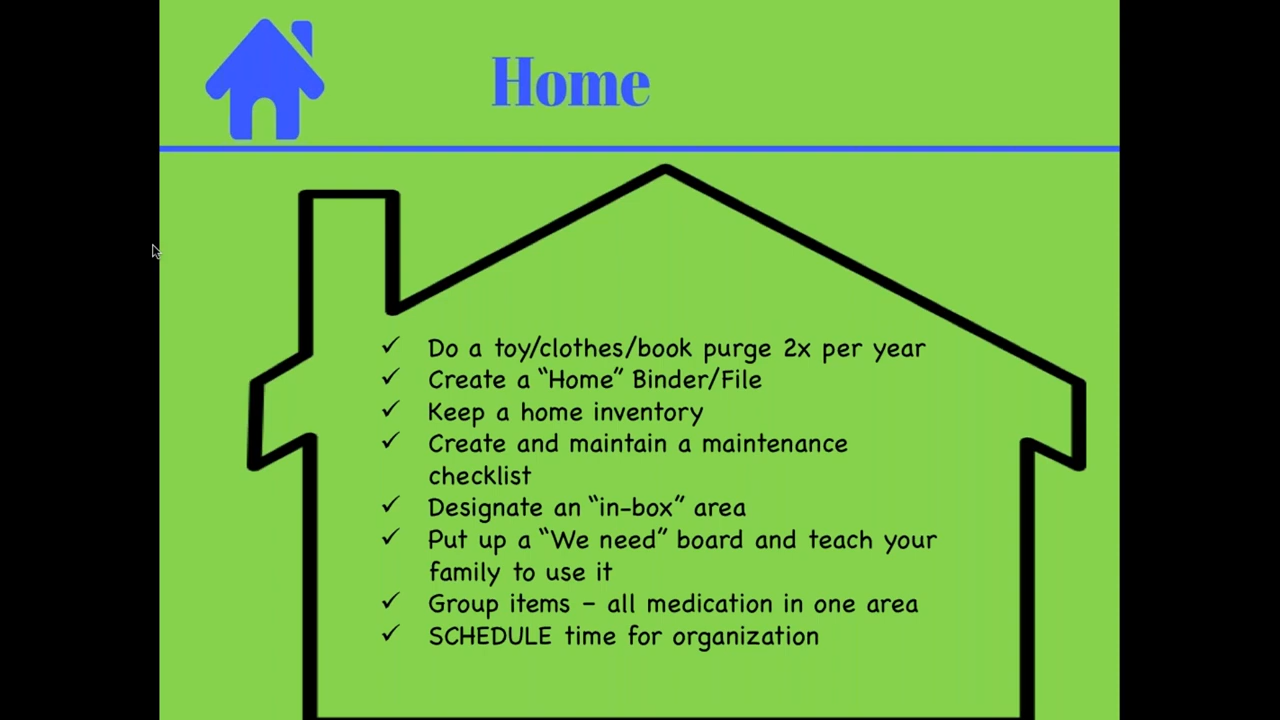 Home
✓ Do a toy/clothes/book purge 2x per year
✓ Create a “Home” Binder/File
✓ Keep a home inventory
✓ Create and maintain a maintenance
checklist
✓ Designate an “in-box” area
✓ Put up a “We need” board and teach your
family to use it
✓ Group items – all medication in one area
✓ SCHEDULE time for organization